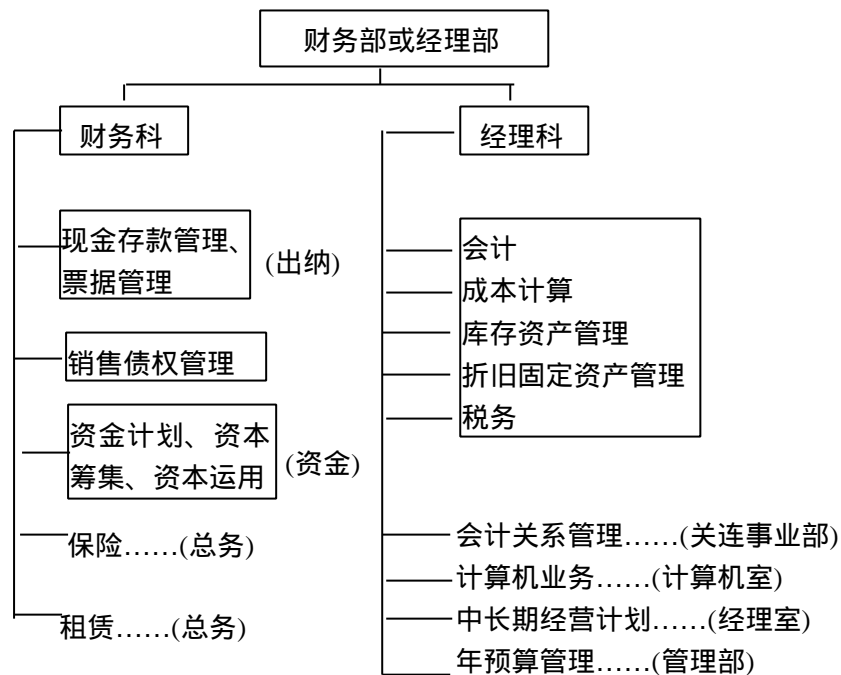 财务部或经理部
财务科
现金存款管理、
票据管理
(出纳)
销售债权管理
资金计划、资本
筹集、资本运用
(资金)
保险……(总务)
租赁……(总务)
经理科
会计
成本计算
库存资产管理
折旧固定资产管理
税务
会计关系管理……(关连事业部)
计算机业务……(计算机室)
中长期经营计划……(经理室)
年预算管理……(管理部)